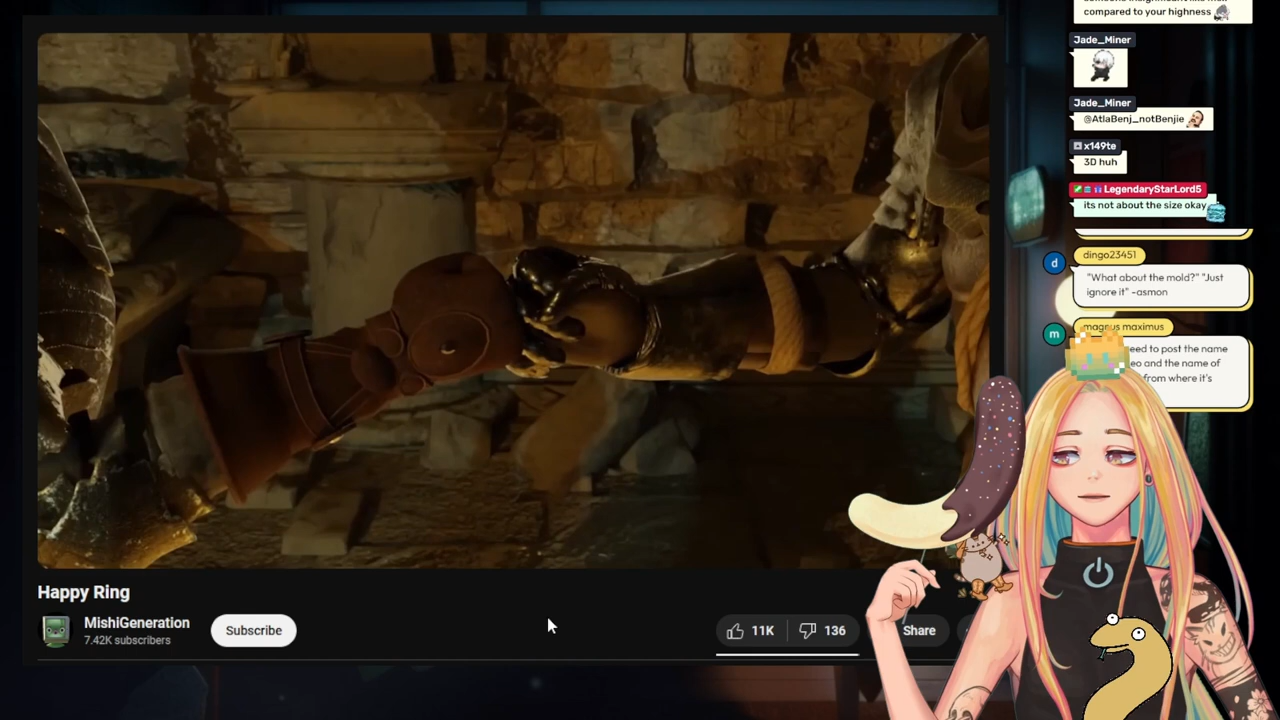 compared to your highness
Jade_Miner
Jade_Miner
@AtlaBenj_notBenjie
x149te
3D huh
LegendaryStarLord5
its not about the size okay
d
dingo23451
"What about the mold?" "Just
ignore it" -asmon
m
magnus maximus
eed to post the name
eo and the name of
from where it's
Happy Ring
MishiGeneration
7.42K subscribers
Subscribe
11K
136
Share